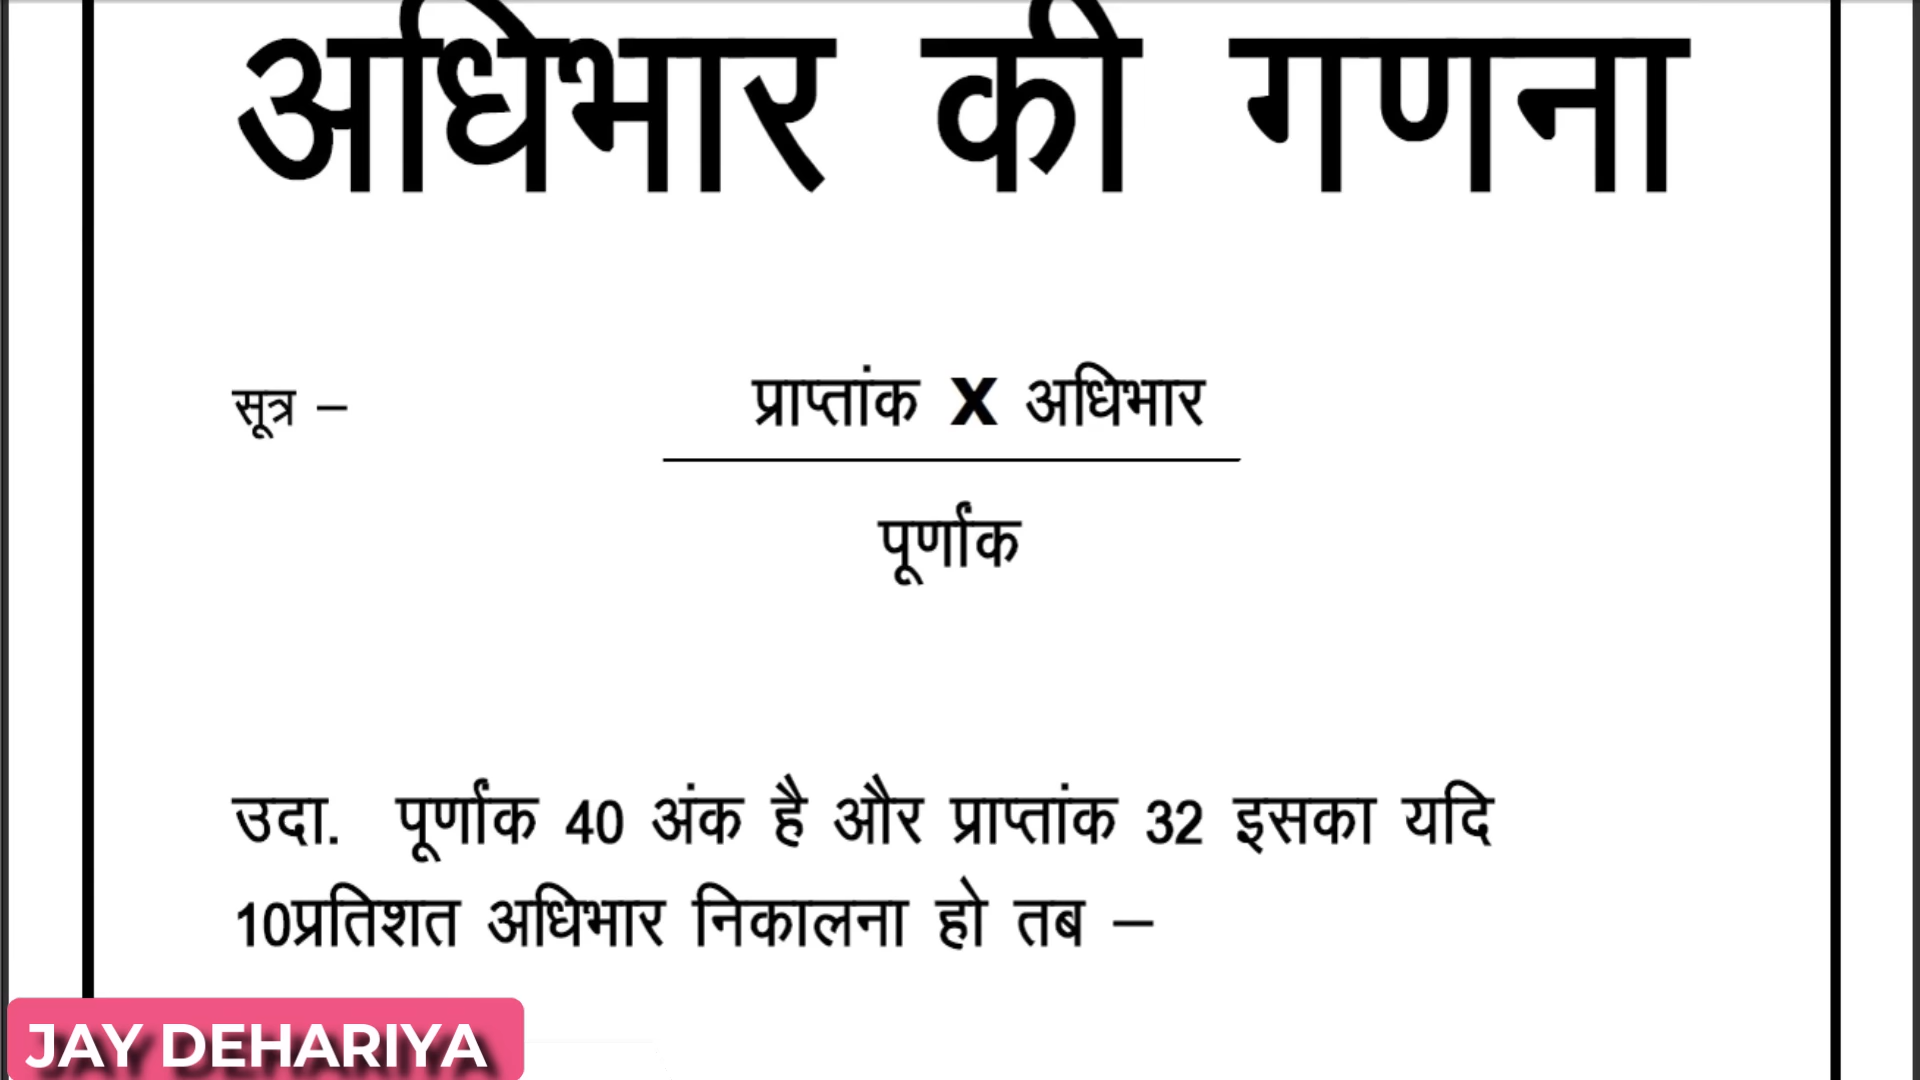 अधिभार की गणना
सूत्र –
प्राप्तांक X अधिभार
पूर्णांक
उदा. पूर्णांक 40 अंक है और प्राप्तांक 32 इसका यदि
10प्रतिशत अधिभार निकालना हो तब –
JAY DEHARIYA